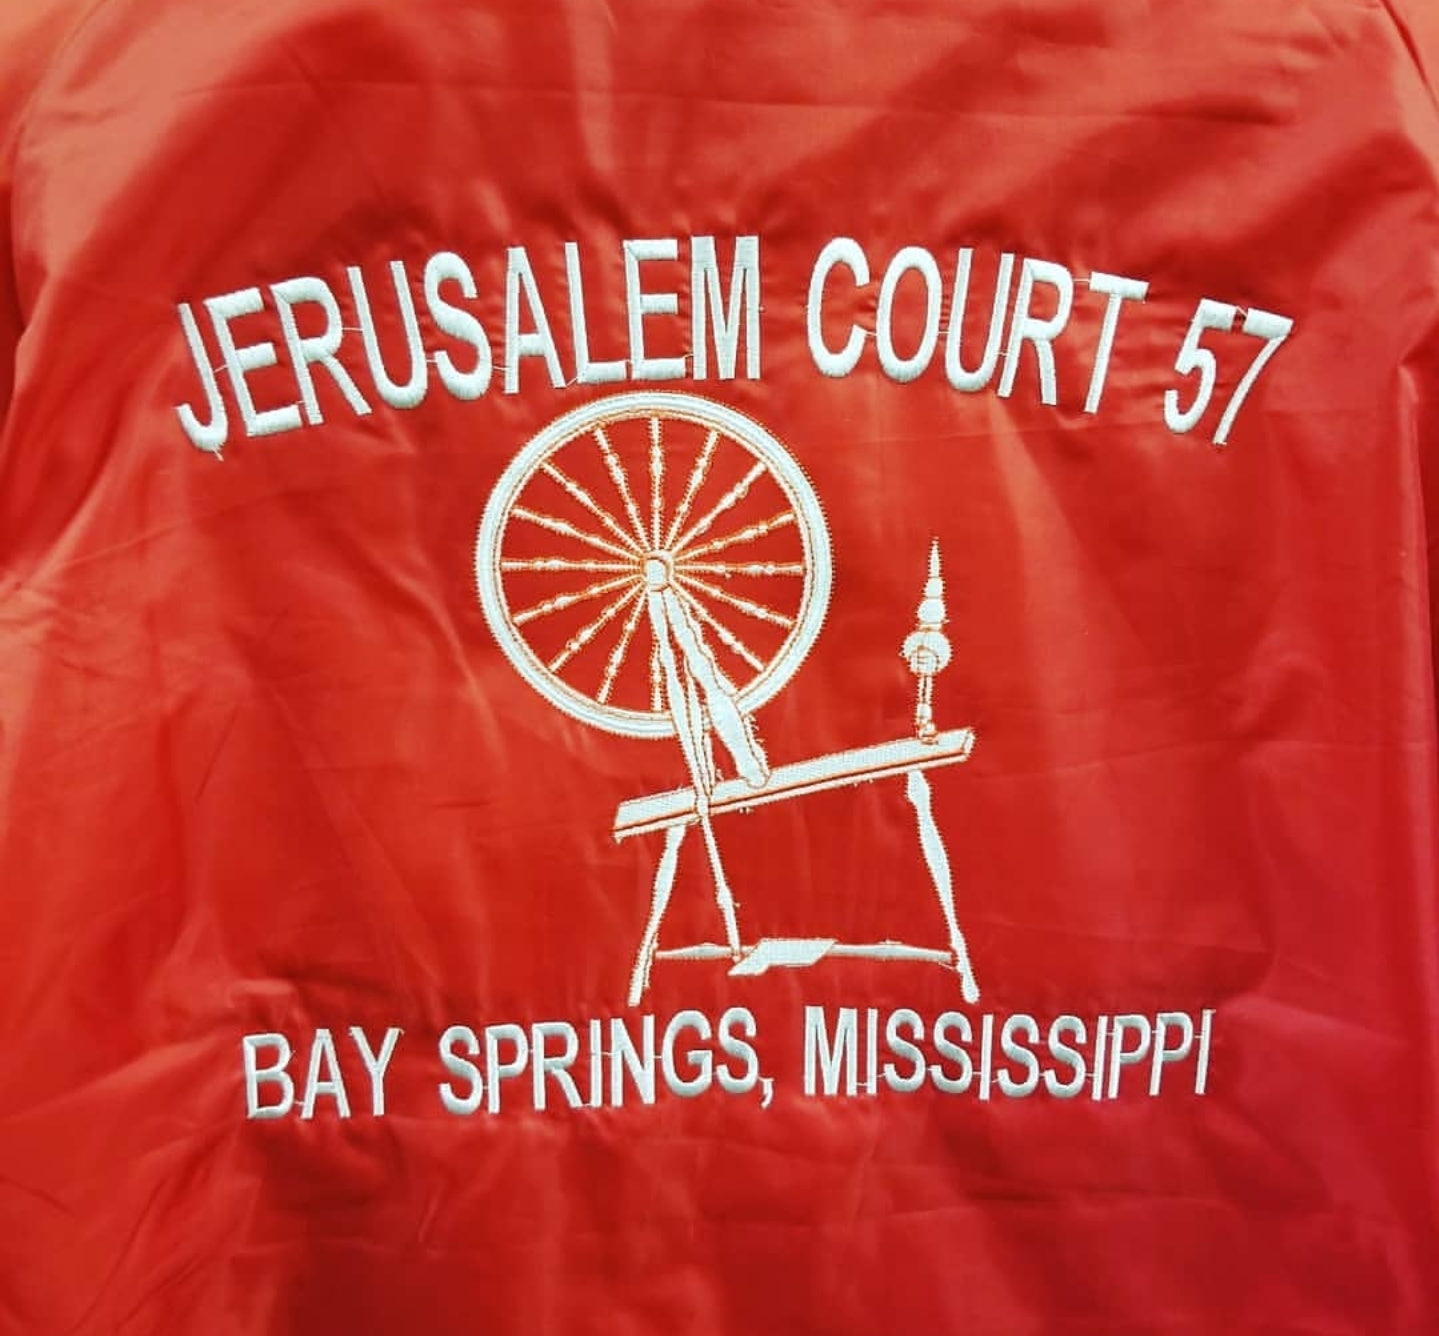 JERUSALEM COURT 57
BAY SPRINGS, MISSISSIPPI